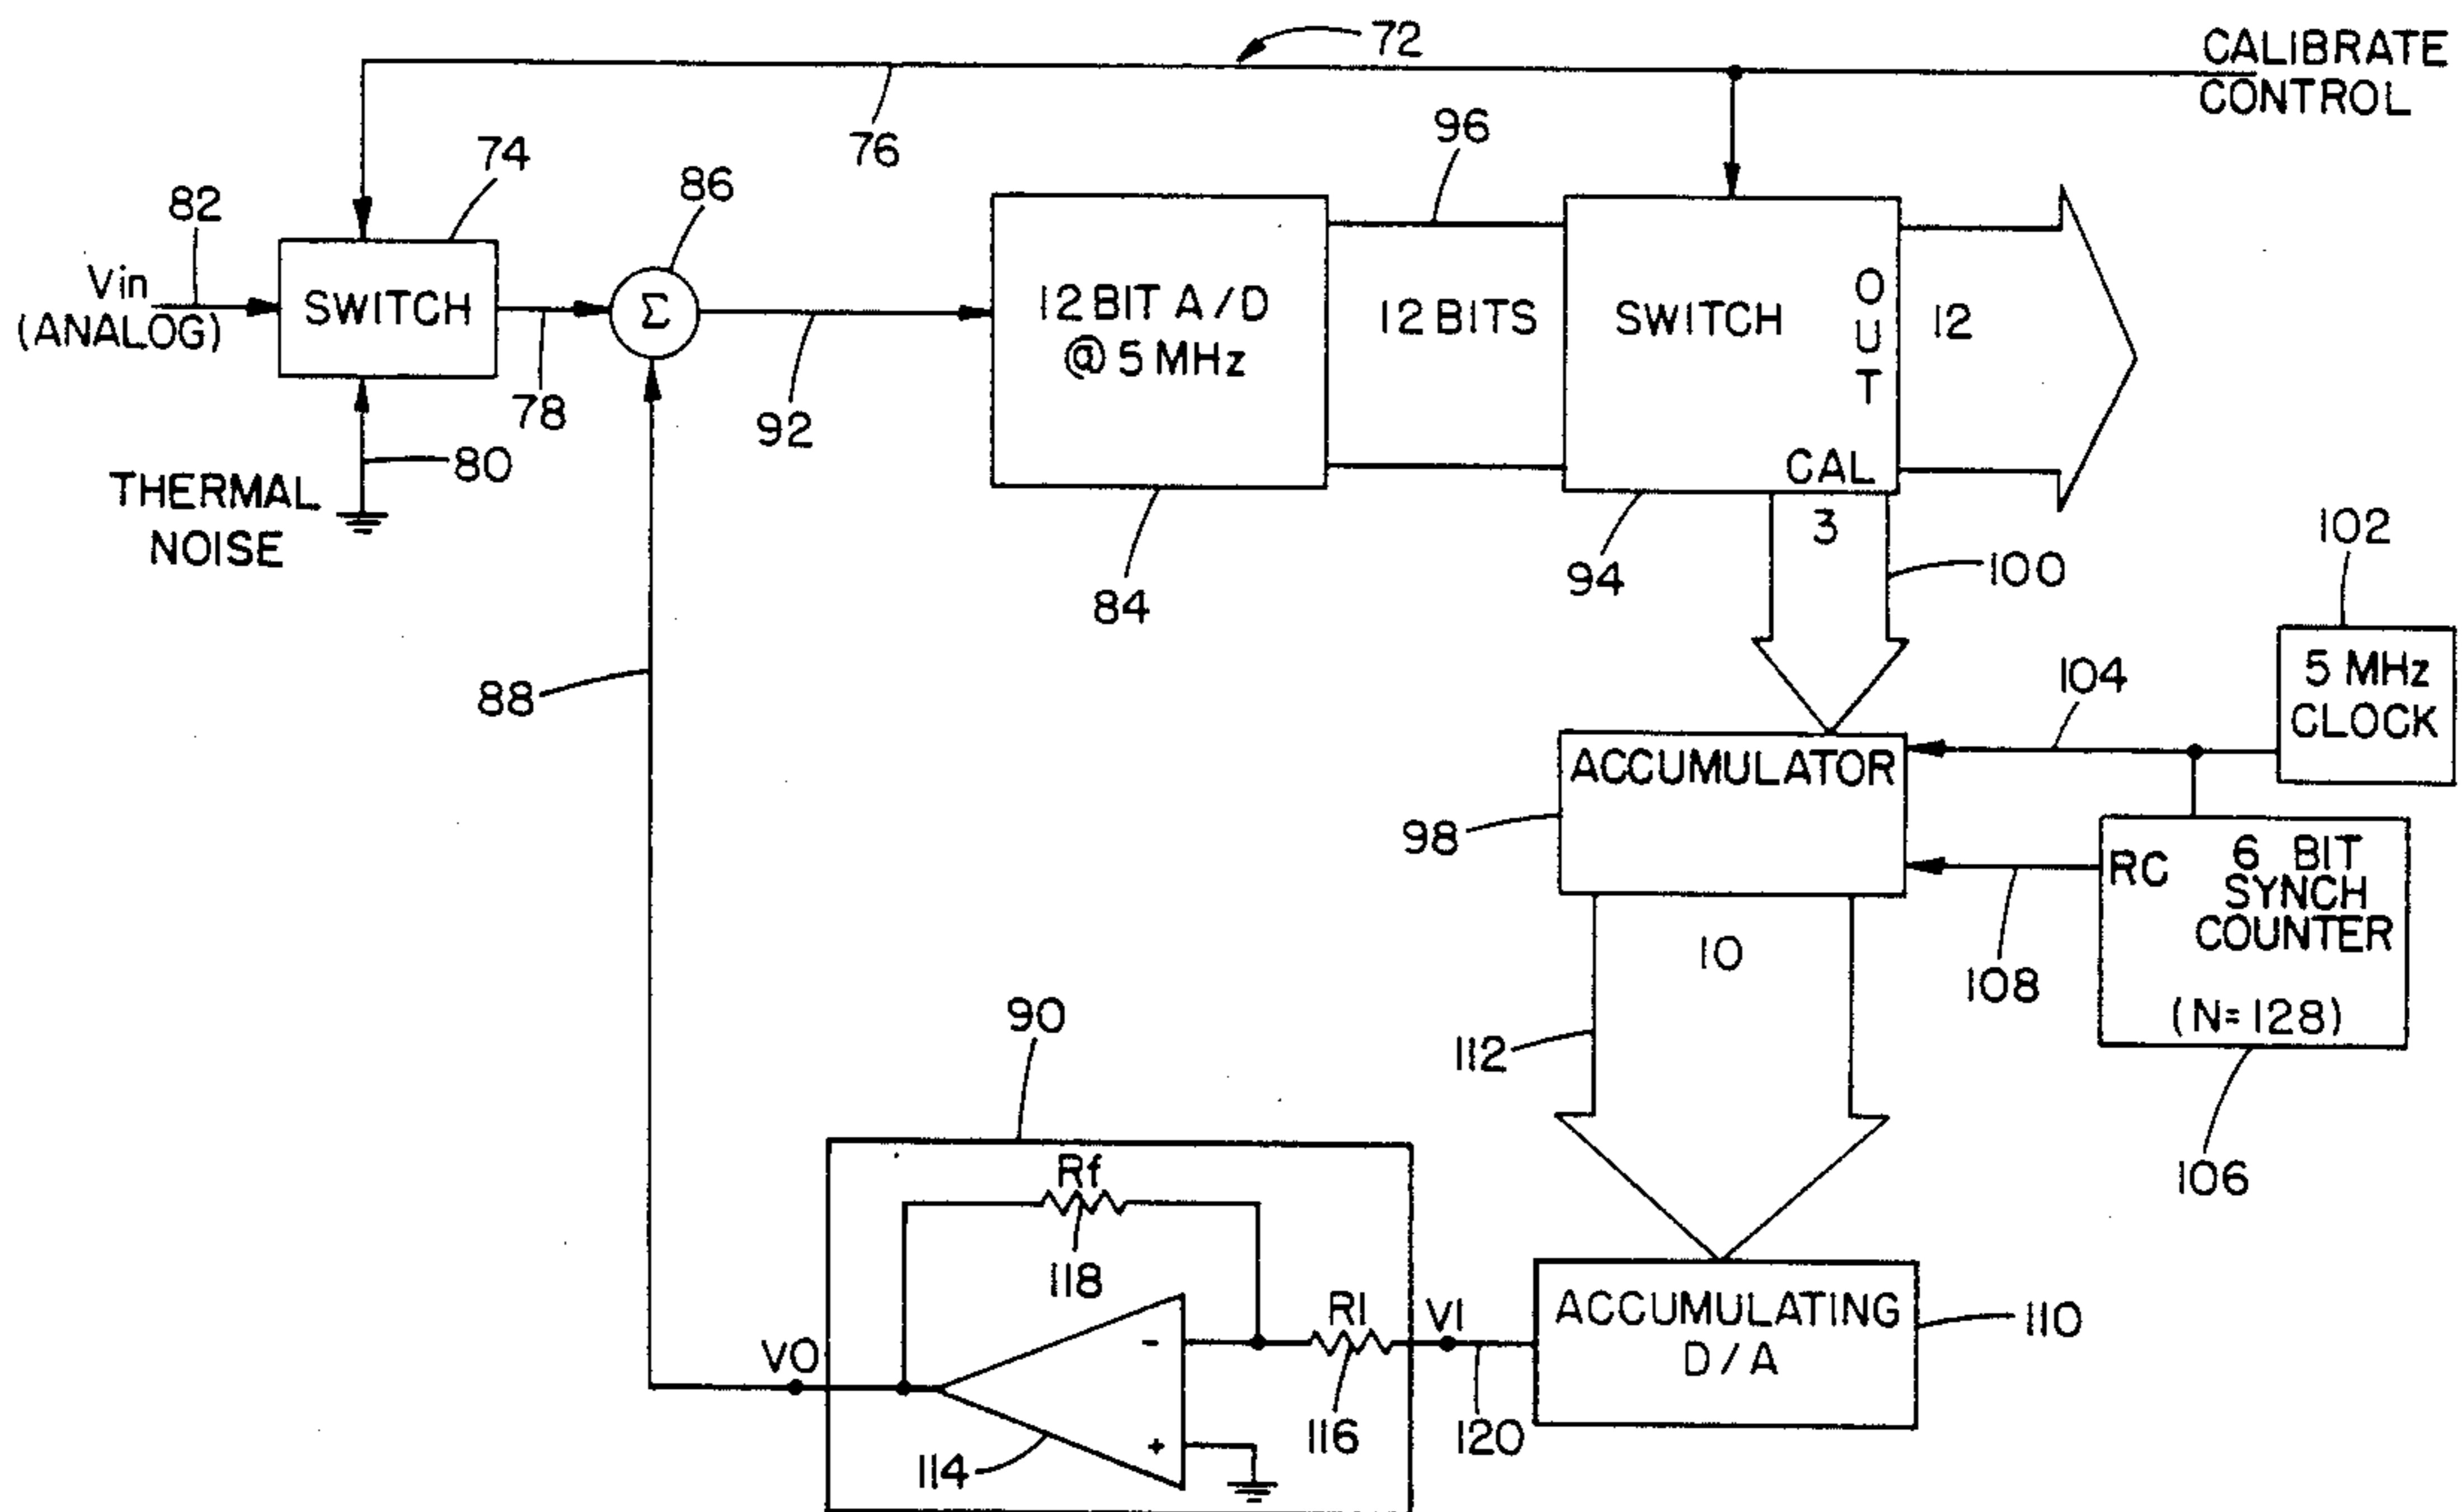 72
CALIBRATE
CONTROL
76
96
74
86
82
Vin
(ANALOG)
SWITCH
Σ
12 BIT A/D
@ 5 MHz
12 BITS
SWITCH
OUT
12
78
92
CAL
80
THERMAL
NOISE
3
94
84
100
102
5 MHz
CLOCK
104
88
ACCUMULATOR
98
RC
6 BIT
SYNCH
COUNTER
(N=128)
10
108
90
112
106
Rf
118
ACCUMULATING
D/A
110
R1
V1
-
VO
+
116
120
114